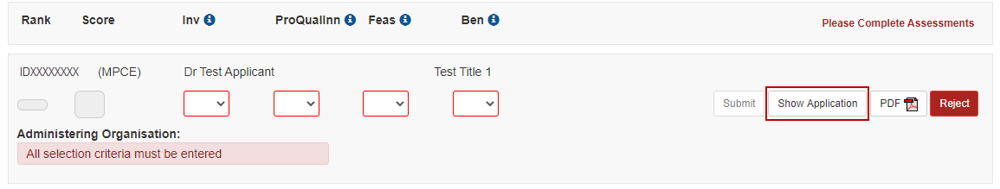 Rank Score Inv ProQualInn Feas Ben Please Complete Assessments
IDXXXXXXXX (MPCE) Dr Test Applicant Test Title 1
Submit Show Application PDF Reject
Administering Organisation:
All selection criteria must be entered